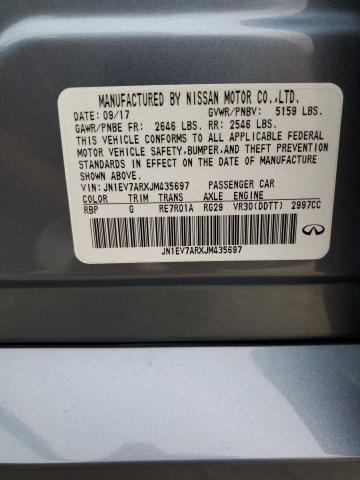 MANUFACTURED BY NISSAN MOTOR CO.,LTD.
DATE: 09/17 GVWR/PNBV: 5159 LBS.
GAWR/PNBE FR: 2646 LBS. RR: 2546 LBS.
THIS VEHICLE CONFORMS TO ALL APPLICABLE FEDERAL
MOTOR VEHICLE SAFETY,BUMPER,AND THEFT PREVENTION
STANDARDS IN EFFECT ON THE DATE OF MANUFACTURE
SHOWN ABOVE.
VIN: JN1EV7ARXJM435697 PASSENGER CAR
COLOR TRIM TRANS AXLE ENGINE
RBP G RE7R01A RG29 VR30(DDTT) 2997CC
JN1EV7ARXJM435697